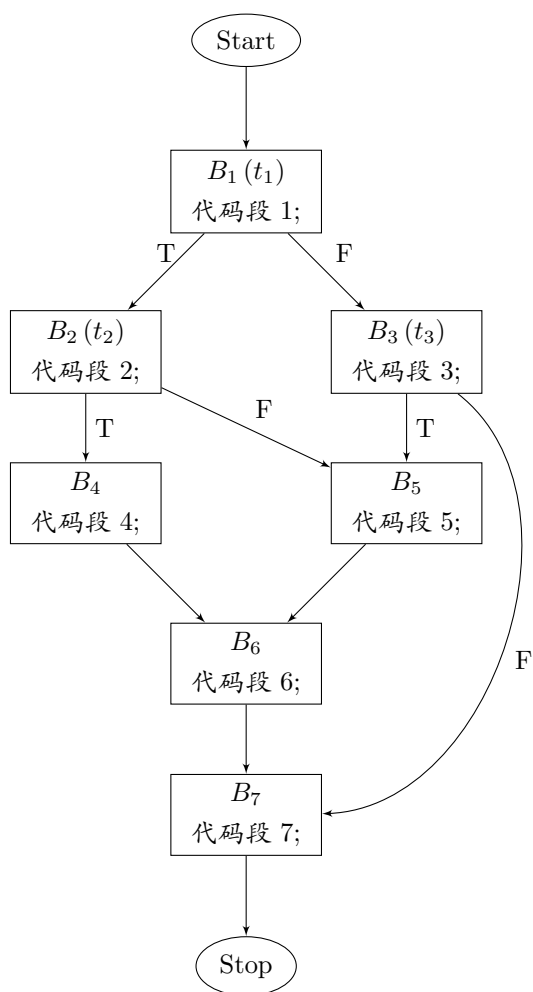 Start
B₁ (t₁)
代码段 1;
T
F
B₂ (t₂)
代码段 2;
B₃ (t₃)
代码段 3;
T
F
T
B₄
代码段 4;
B₅
代码段 5;
B₆
代码段 6;
F
B₇
代码段 7;
Stop